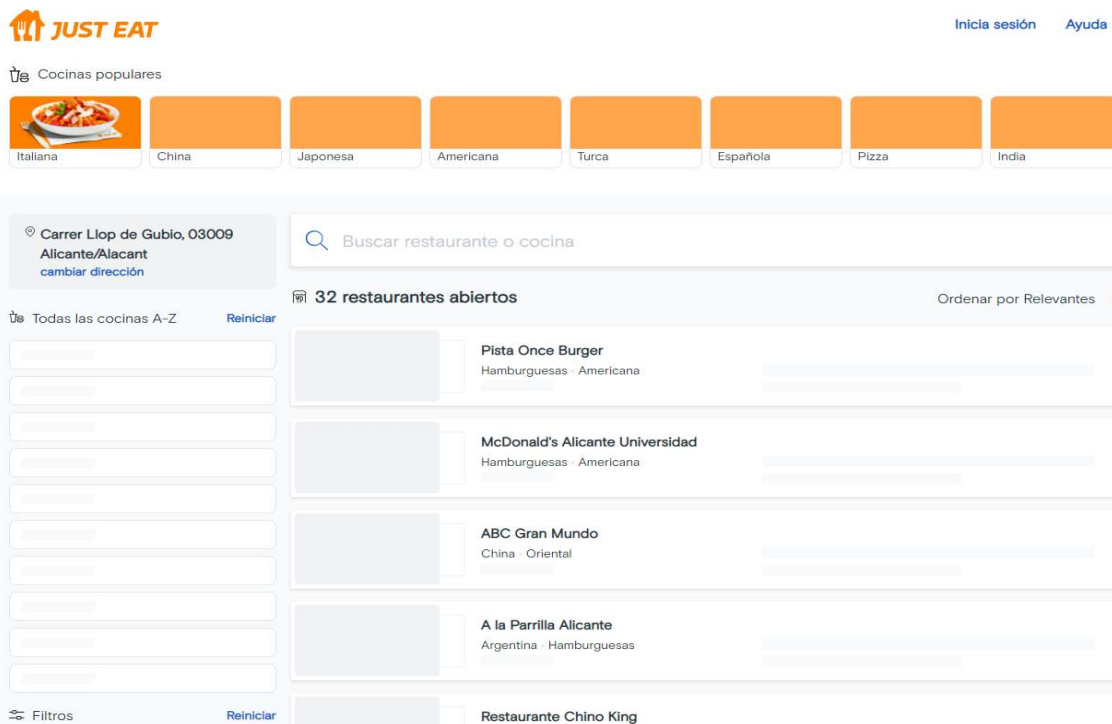 JUST EAT
Inicia sesión
Ayuda
Cocinas populares
Italiana
China
Japonesa
Americana
Turca
Española
Pizza
India
Carrer Llop de Gubio, 03009
Alicante/Alacant
cambiar dirección
Buscar restaurante o cocina
32 restaurantes abiertos
Ordenar por Relevantes
Todas las cocinas A-Z
Reiniciar
Pista Once Burger
Hamburguesas · Americana
McDonald's Alicante Universidad
Hamburguesas · Americana
ABC Gran Mundo
China · Oriental
A la Parrilla Alicante
Argentina · Hamburguesas
Filtros
Reiniciar
Restaurante Chino King